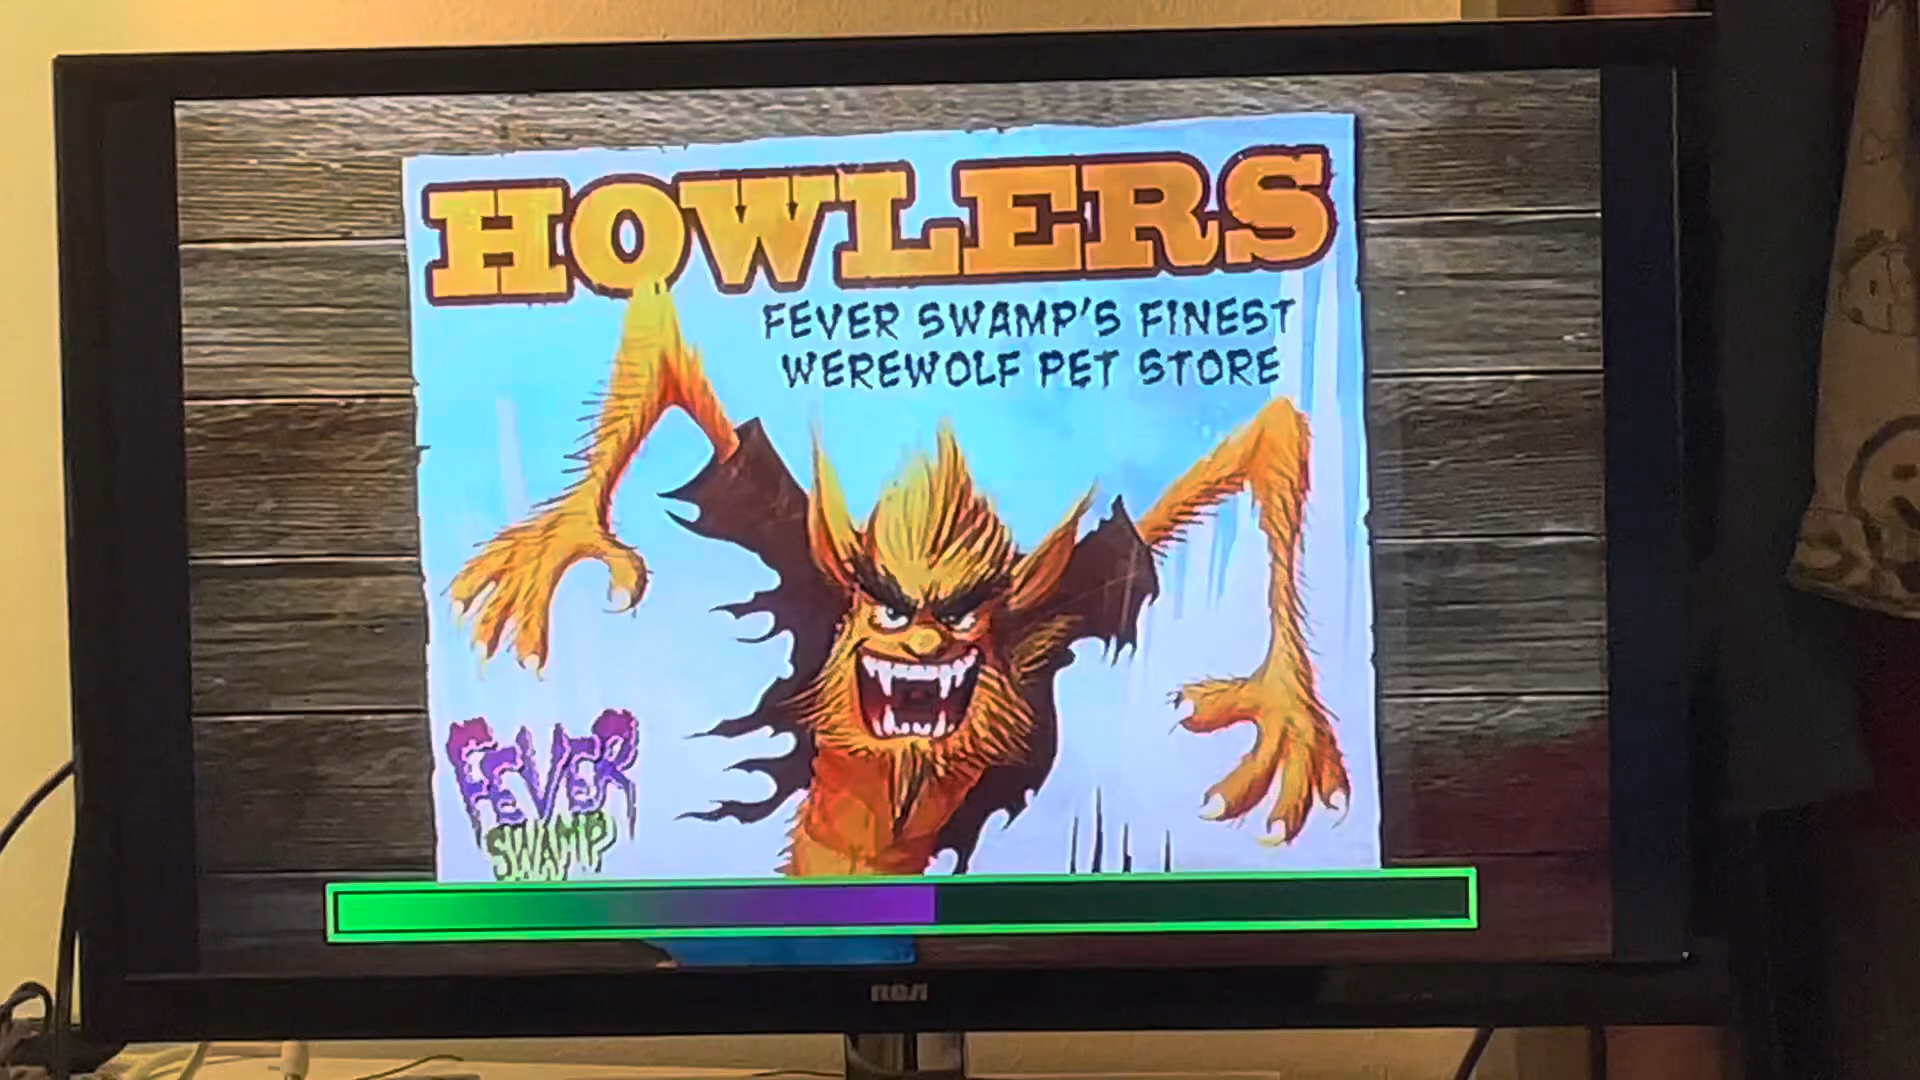 HOWLERS
FEVER SWAMP'S FINEST
WEREWOLF PET STORE
FEVER
SWAMP
RCA